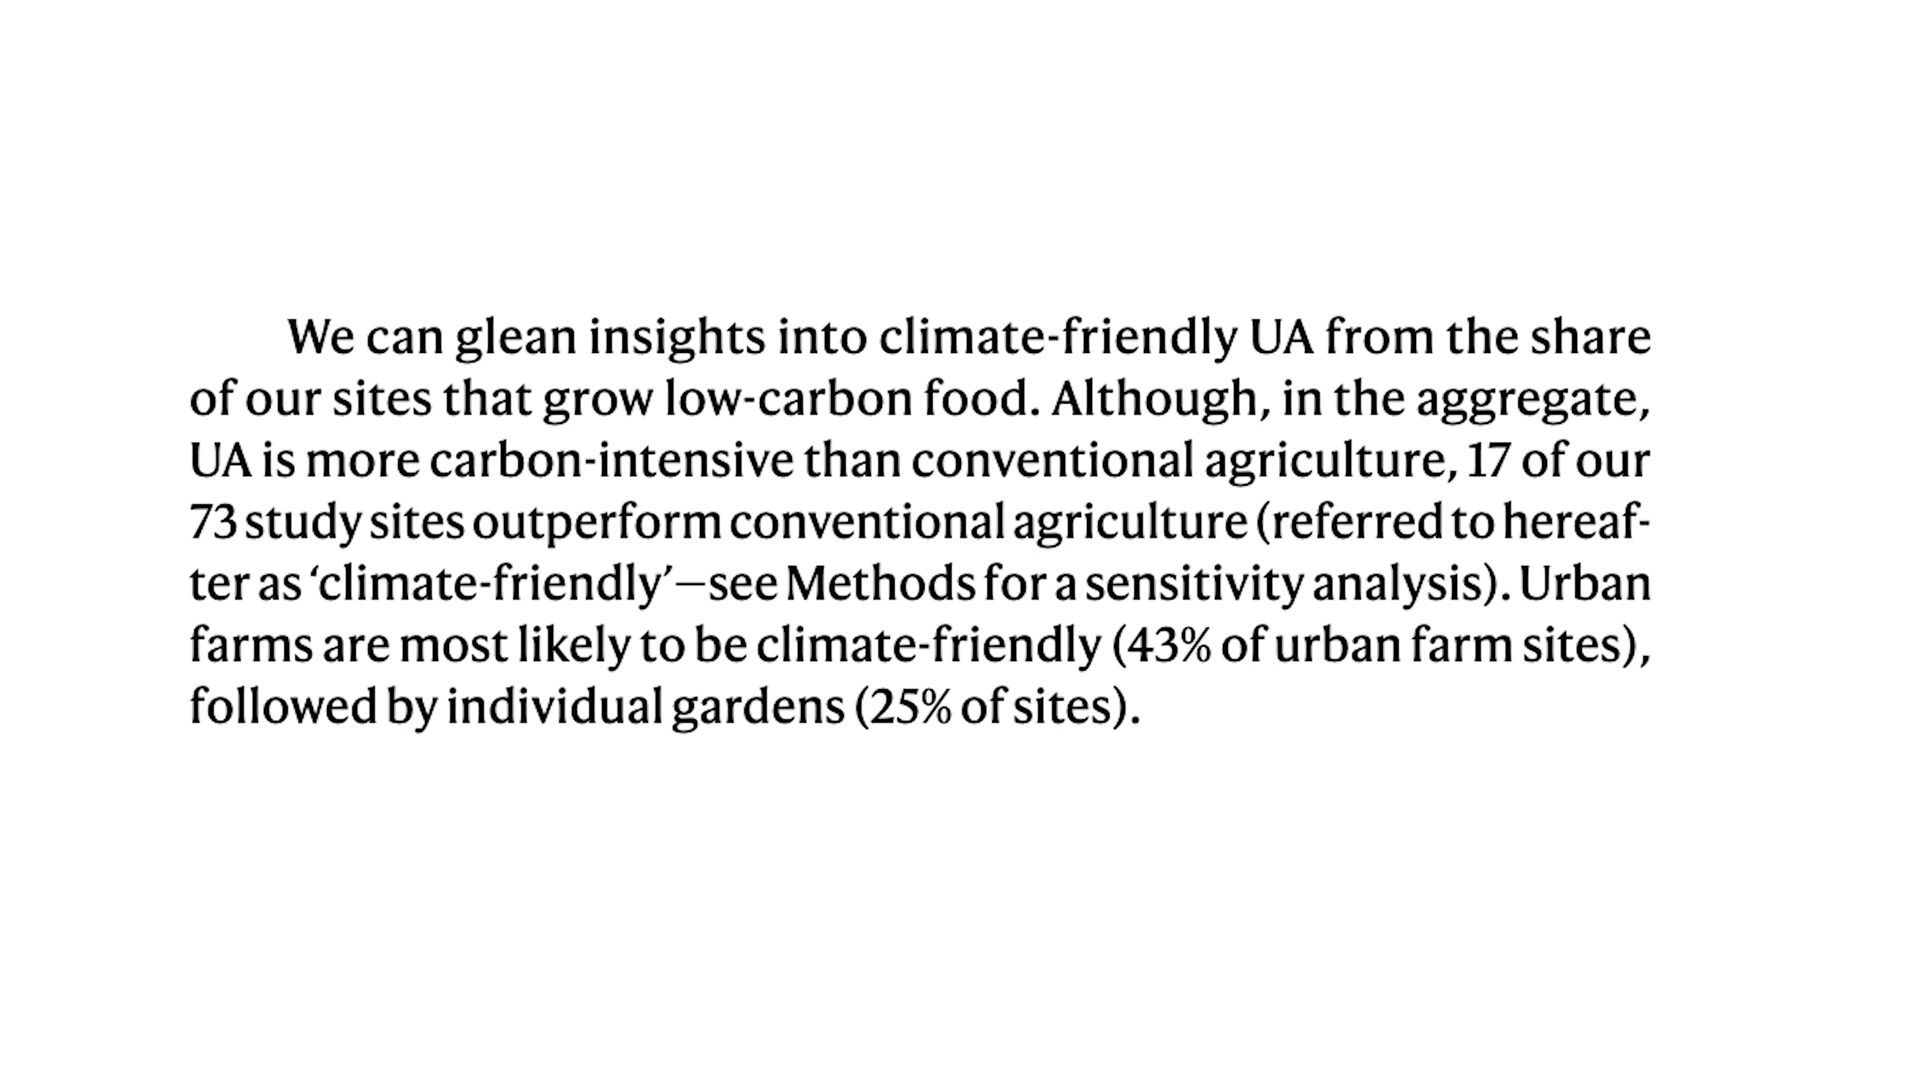 We can glean insights into climate-friendly UA from the share
of our sites that grow low-carbon food. Although, in the aggregate,
UA is more carbon-intensive than conventional agriculture, 17 of our
73 study sites outperform conventional agriculture (referred to hereaf-
ter as ‘climate-friendly’—see Methods for a sensitivity analysis). Urban
farms are most likely to be climate-friendly (43% of urban farm sites),
followed by individual gardens (25% of sites).